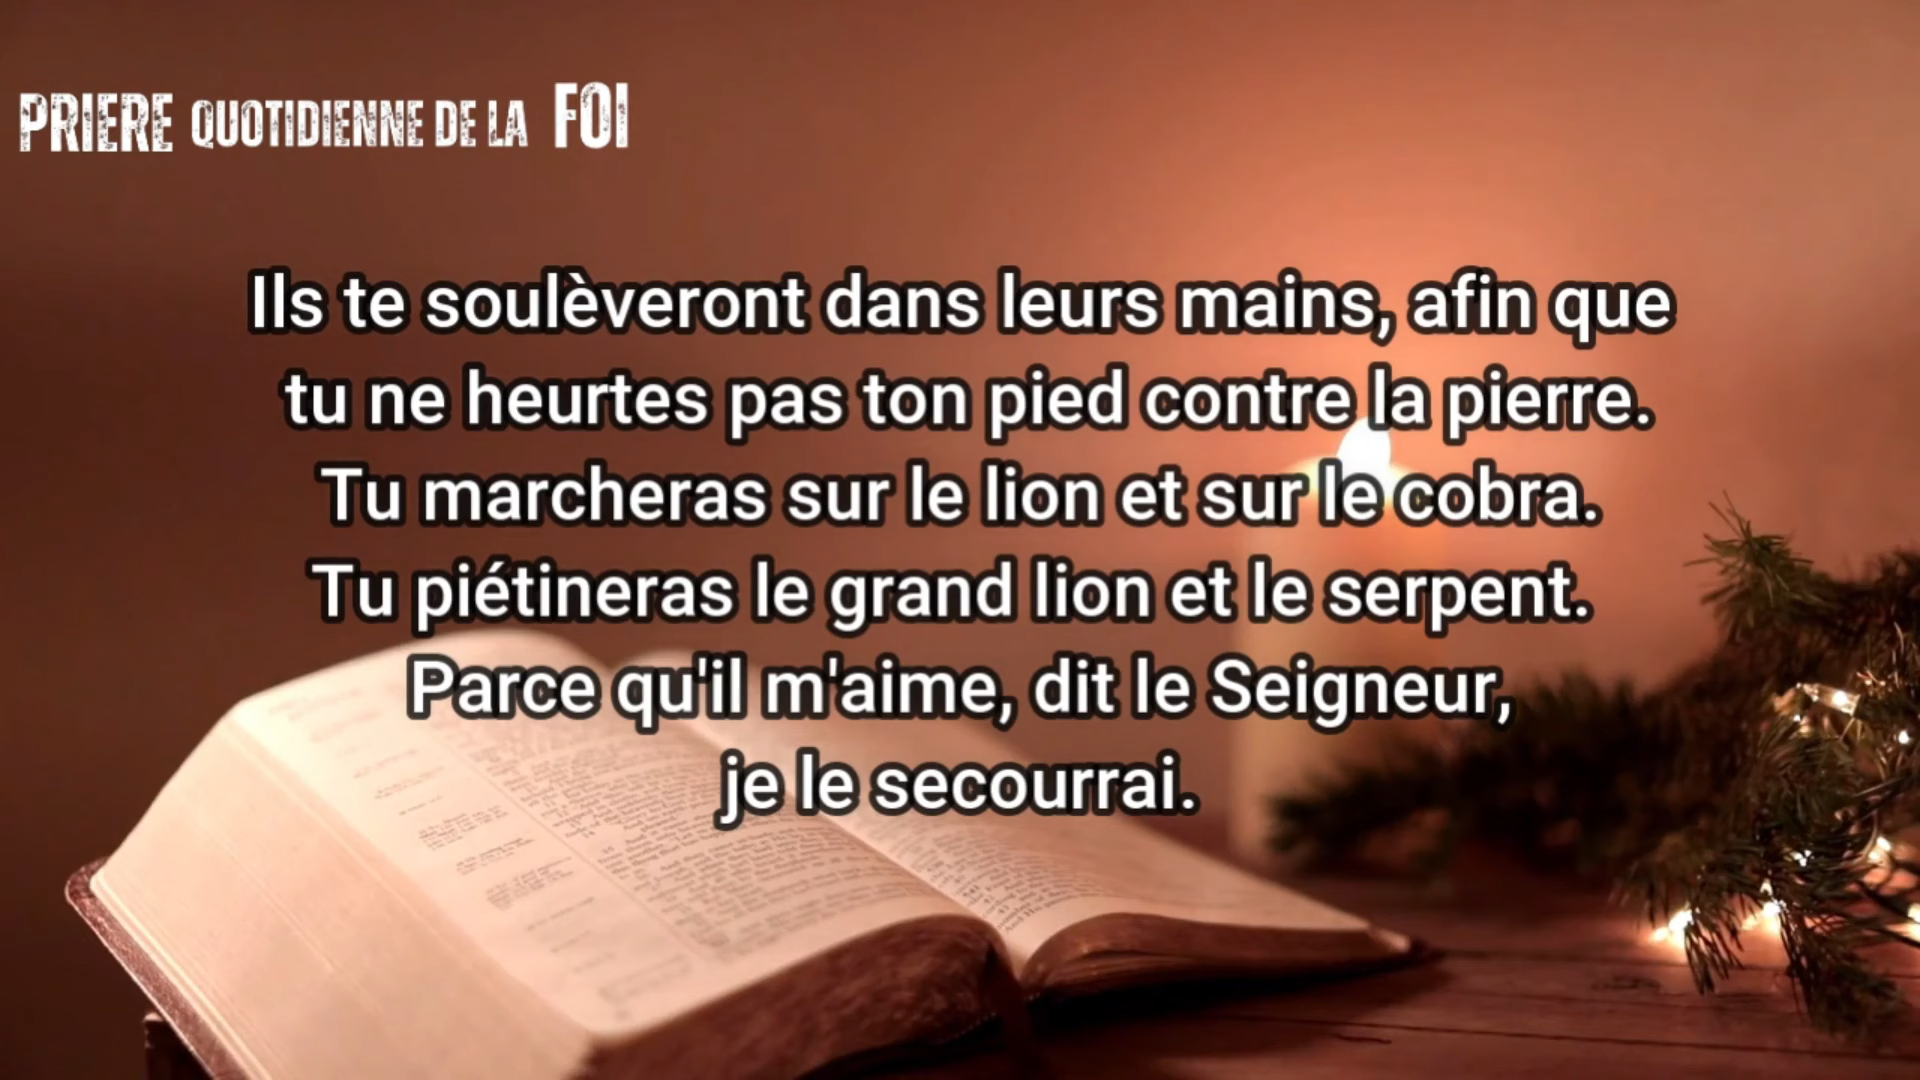 PRIERE QUOTIDIENNE DE LA FOI
Ils te soulèveront dans leurs mains, afin que
tu ne heurtes pas ton pied contre la pierre.
Tu marcheras sur le lion et sur le cobra.
Tu piétineras le grand lion et le serpent.
Parce qu'il m'aime, dit le Seigneur,
je le secourrai.